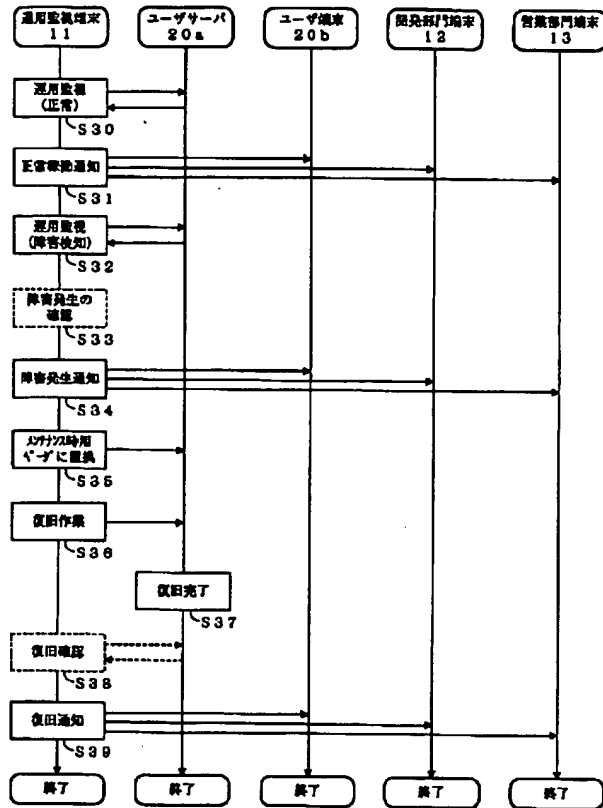 運用監視端末
11
ユーザサーバ
20a
ユーザ端末
20b
開発部門端末
12
営業部門端末
13
運用監視
(正常)
S30
正常稼働通知
S31
運用監視
(障害検知)
S32
障害発生の
確認
S33
障害発生通知
S34
メンテナンス時用
ページに置換
S35
復旧作業
S36
復旧完了
S37
復旧確認
S38
復旧通知
S39
終了
終了
終了
終了
終了